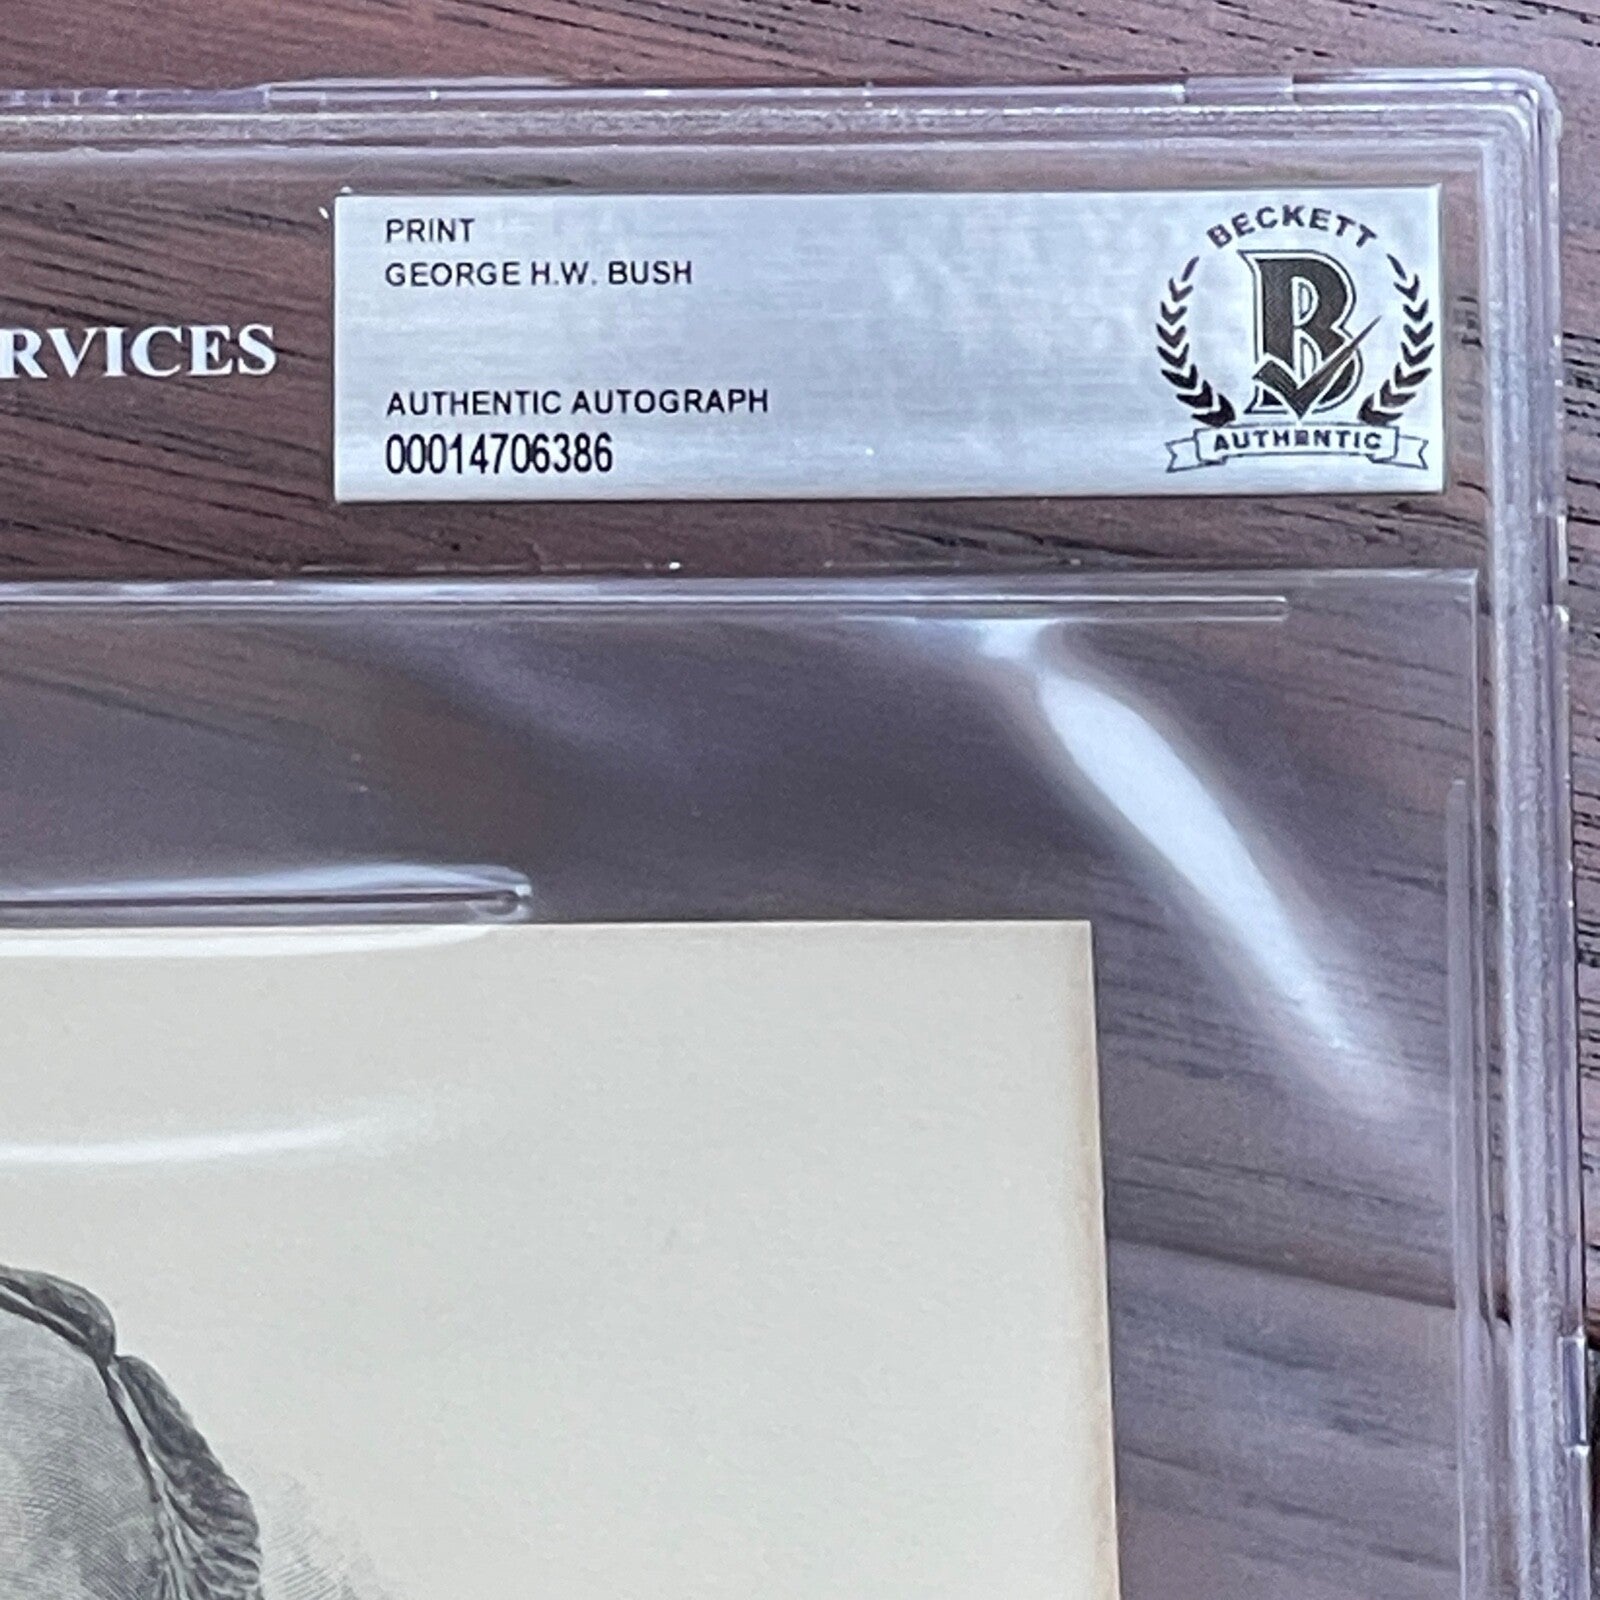 PRINT
GEORGE H.W. BUSH
RVICES
AUTHENTIC AUTOGRAPH
00014706386
BECKETT
B
AUTHENTIC